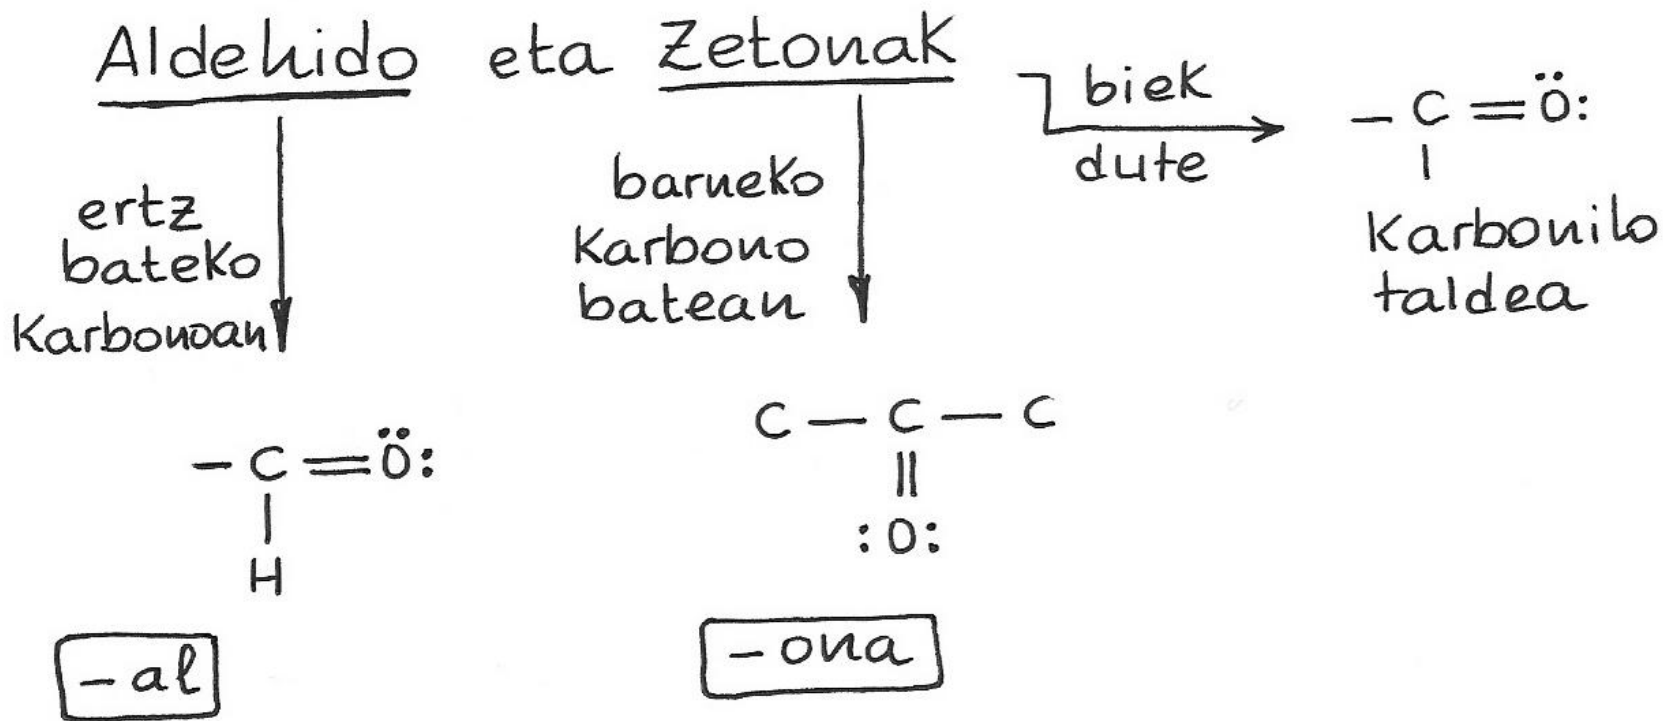 Aldehido eta Zetonak
biek
dute
- C = Ö:
|
Karbonilo
taldea
ertz
bateko
Karbonoan
barneko
Karbono
batean
- C = Ö:
|
H
- al
C - C - C
||
:O:
- ona